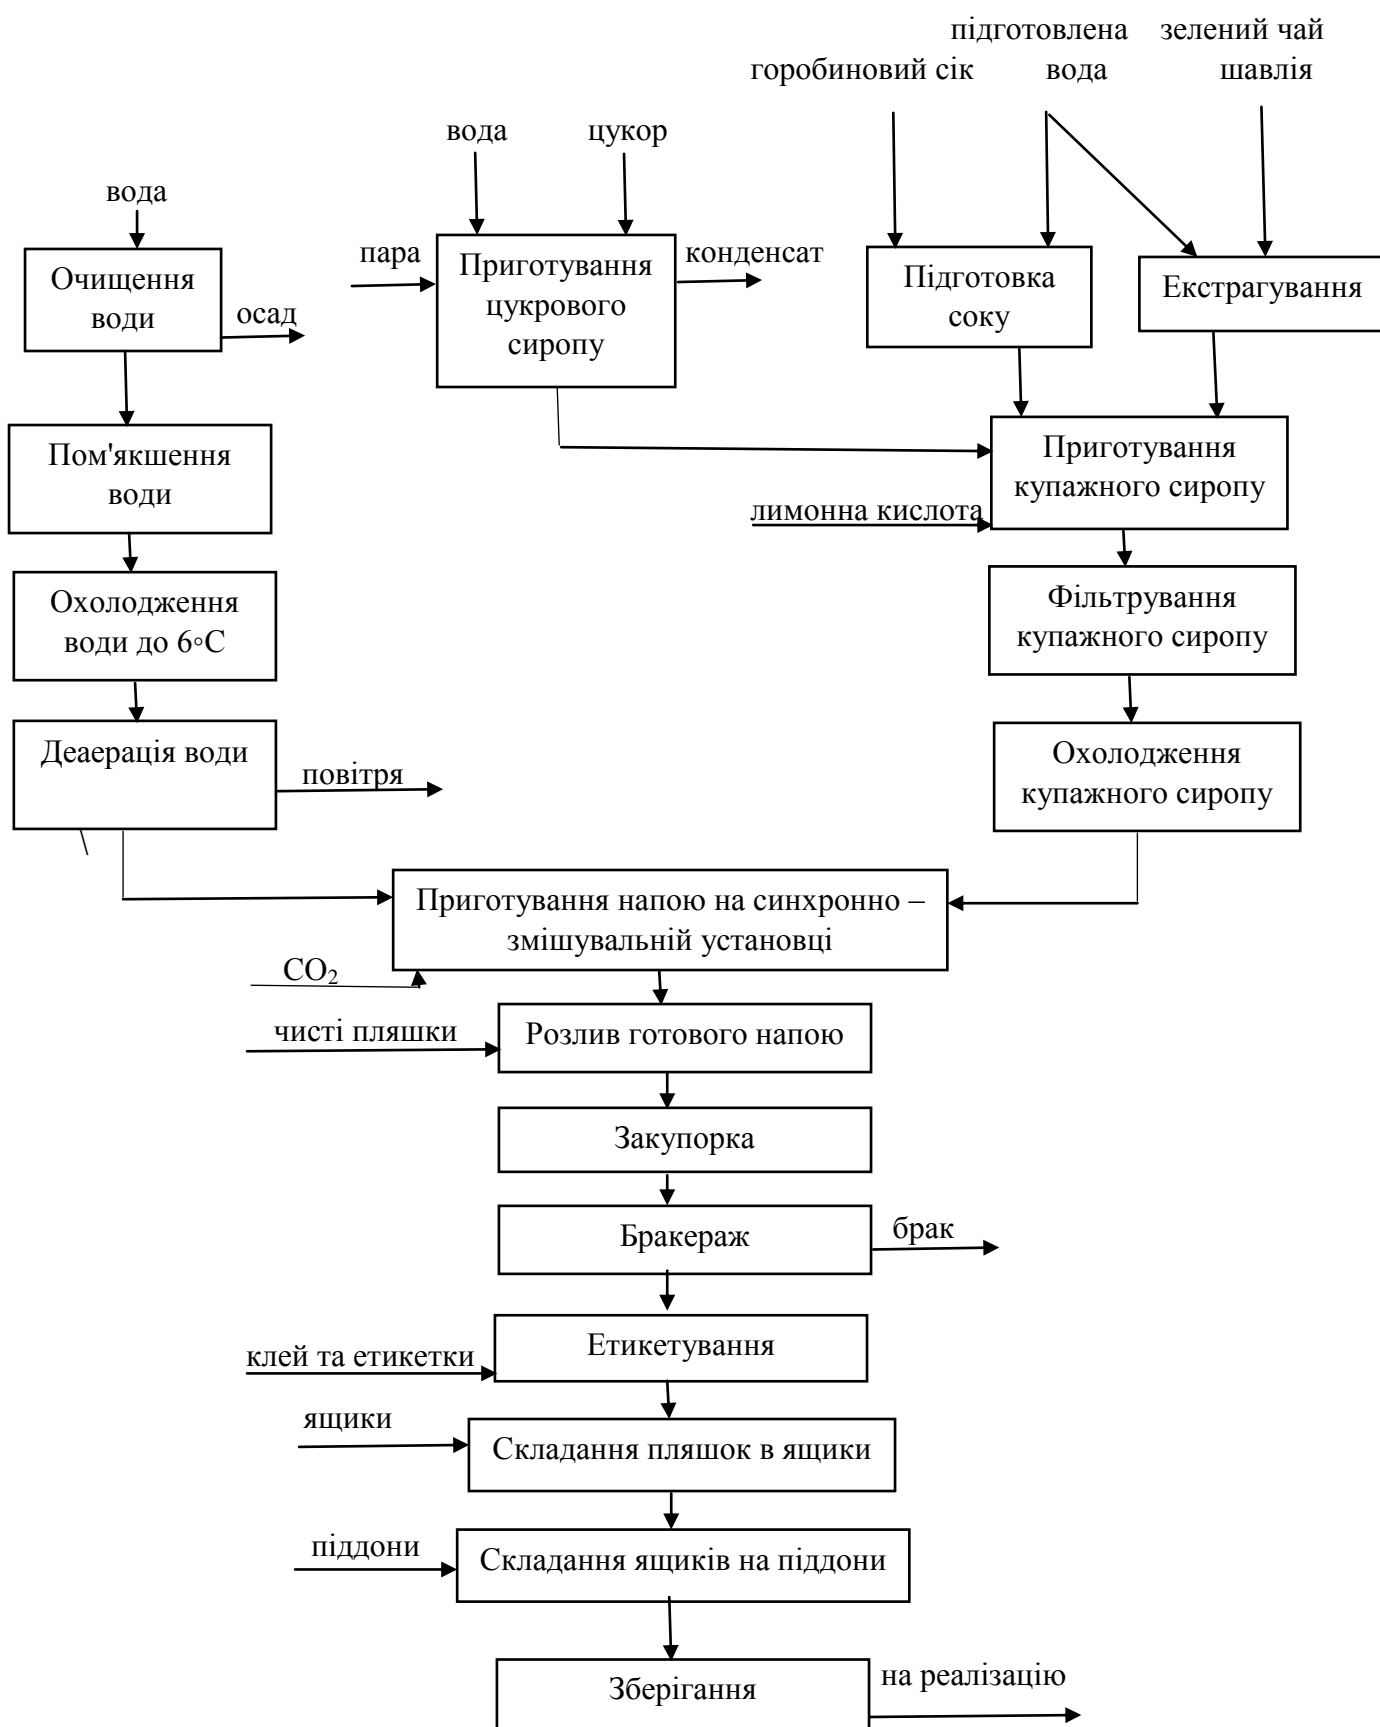 підготовлена зелений чай
горобиновий сік вода шавлія
вода цукор
вода
пара
Приготування
цукрового
сиропу
конденсат
Підготовка
соку
Екстрагування
Очищення
води
осад
Пом'якшення
води
Приготування
купажного сиропу
лимонна кислота
Охолодження
води до 6◦С
Фільтрування
купажного сиропу
Деаерація води
повітря
Охолодження
купажного сиропу
Приготування напою на синхронно –
змішувальній установці
СО2
чисті пляшки
Розлив готового напою
Закупорка
Бракераж
брак
Етикетування
клей та етикетки
ящики
Складання пляшок в ящики
піддони
Складання ящиків на піддони
Зберігання
на реалізацію